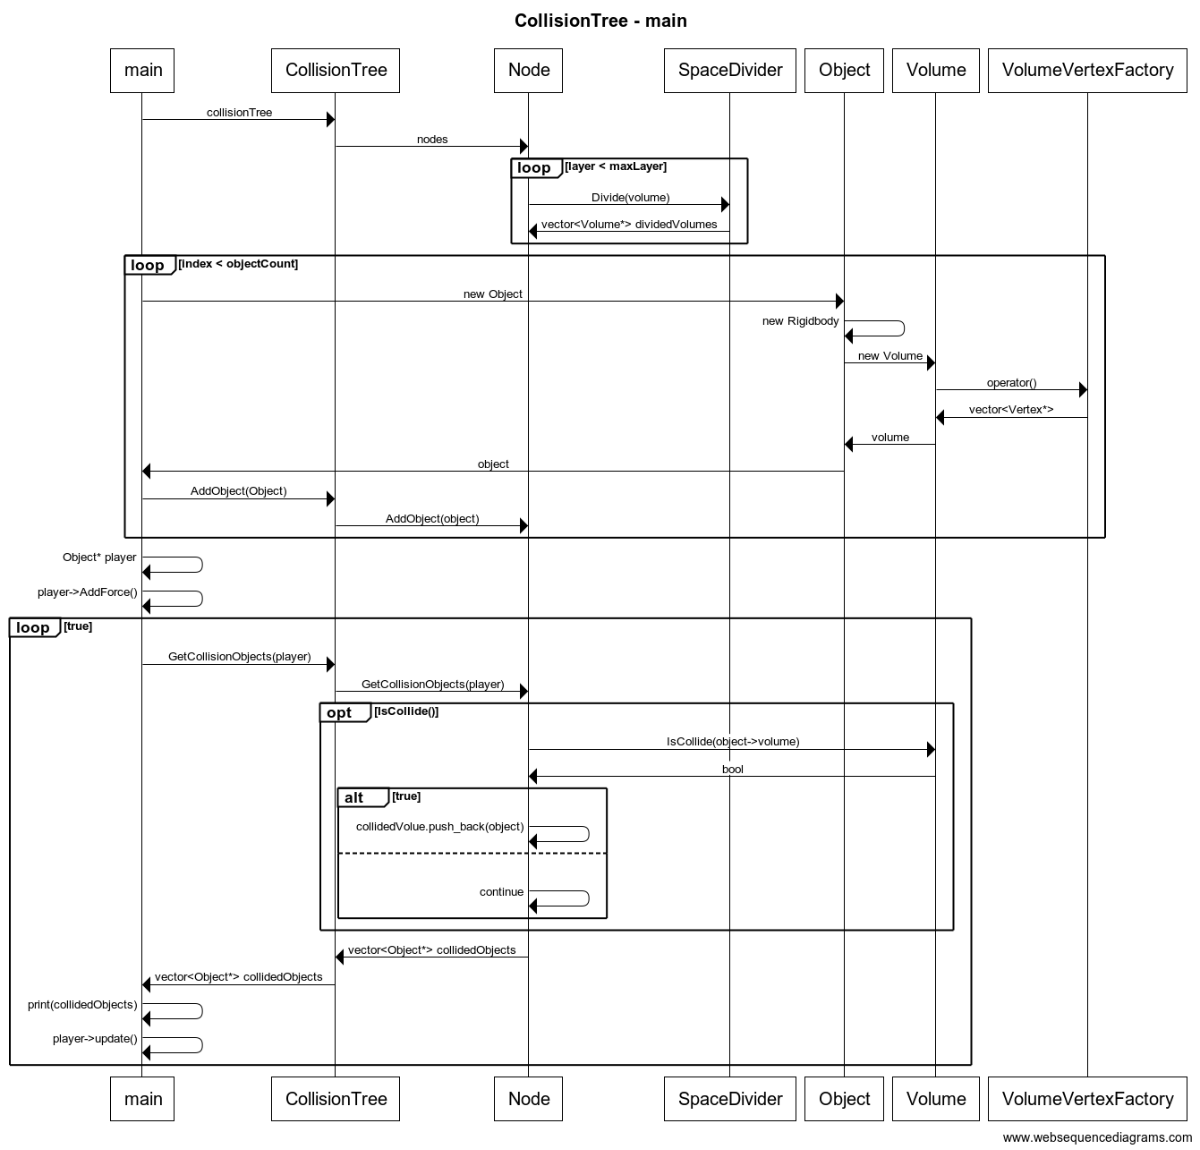 CollisionTree - main
main
CollisionTree
Node
SpaceDivider
Object
Volume
VolumeVertexFactory
collisionTree
nodes
loop [layer < maxLayer]
Divide(volume)
vector<Volume*> dividedVolumes
loop [index < objectCount]
new Object
new Rigidbody
new Volume
operator()
vector<Vertex*>
volume
object
AddObject(Object)
AddObject(object)
Object* player
player->AddForce()
loop [true]
GetCollisionObjects(player)
GetCollisionObjects(player)
opt [IsCollide()]
IsCollide(object->volume)
bool
alt [true]
collidedVolue.push_back(object)
continue
vector<Object*> collidedObjects
vector<Object*> collidedObjects
print(collidedObjects)
player->update()
main
CollisionTree
Node
SpaceDivider
Object
Volume
VolumeVertexFactory
www.websequencediagrams.com